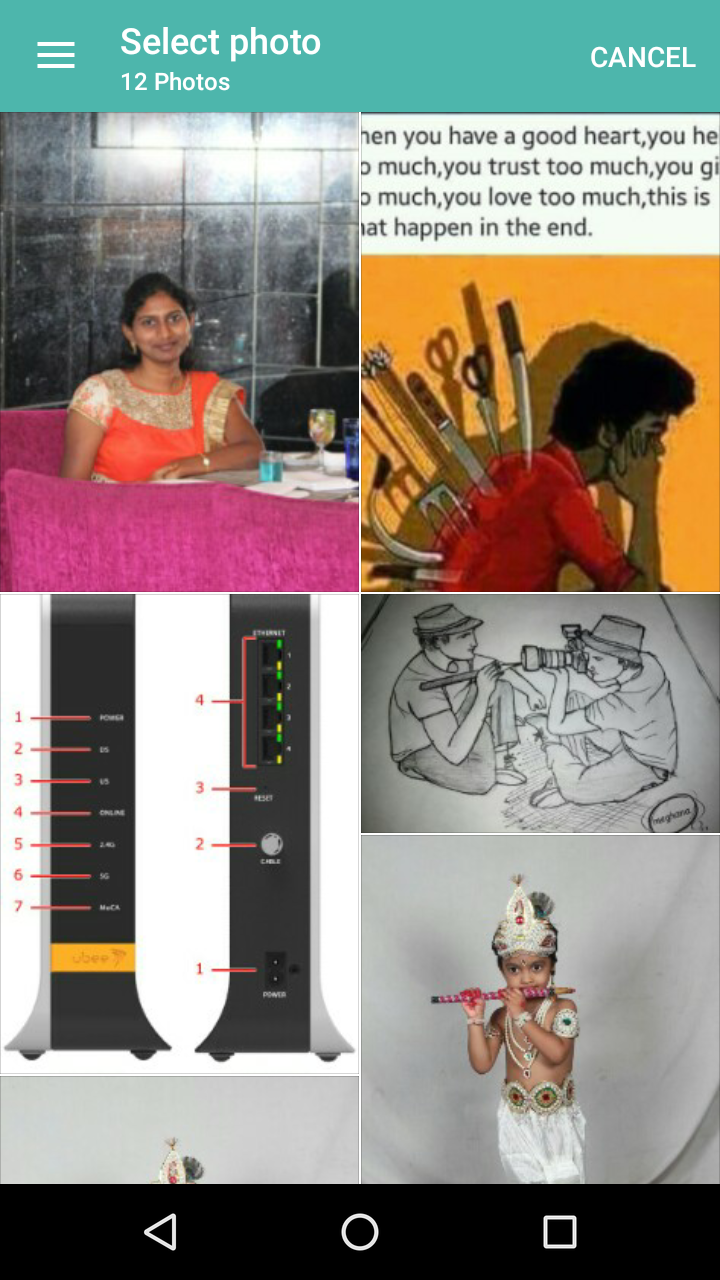 Select photo
12 Photos
CANCEL
hen you have a good heart,you he
o much,you trust too much,you gi
o much,you love too much,this is
hat happen in the end.
ETHERNET
1
2
3
4
4
3
RESET
2
CABLE
1
POWER
1 POWER
2 DS
3 US
4 ONLINE
5 2.4G
6 5G
7 MoCA
ubee
meghana